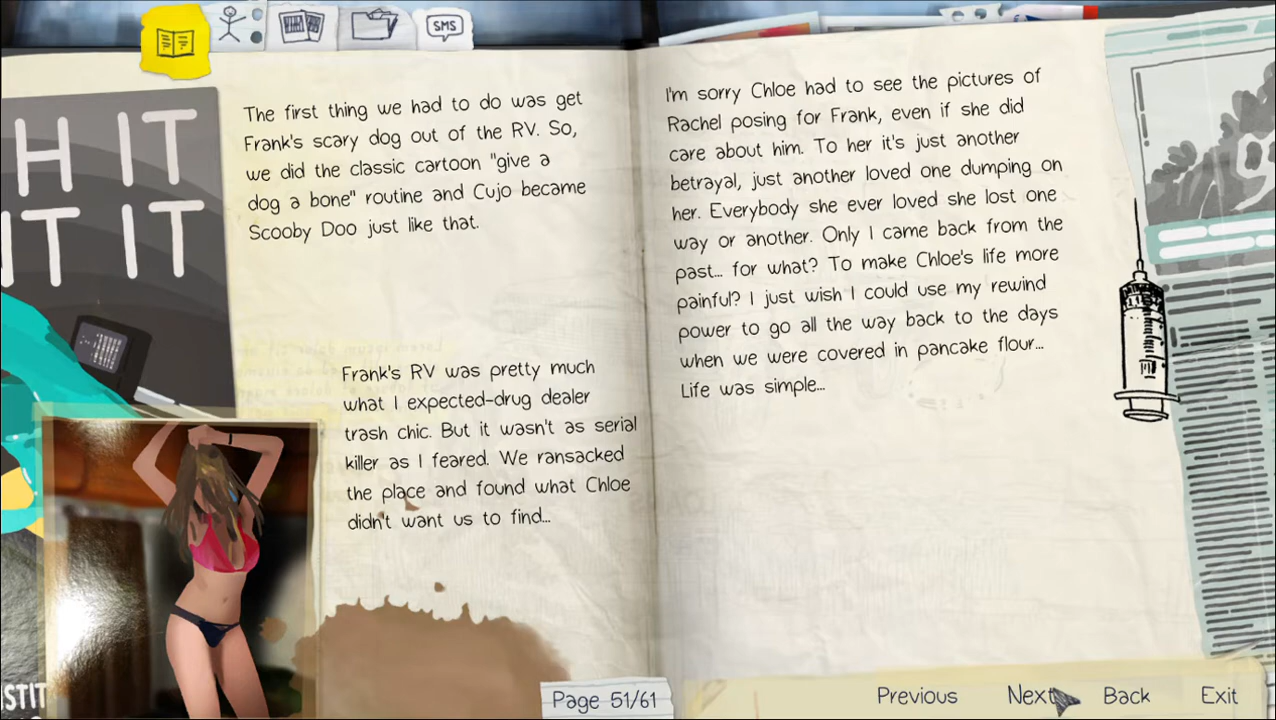 SMS
H IT
IT IT
The first thing we had to do was get
Frank's scary dog out of the RV. So,
we did the classic cartoon "give a
dog a bone" routine and Cujo became
Scooby Doo just like that.
Frank's RV was pretty much
what I expected-drug dealer
trash chic. But it wasn't as serial
killer as I feared. We ransacked
the place and found what Chloe
didn't want us to find...
I'm sorry Chloe had to see the pictures of
Rachel posing for Frank, even if she did
care about him. To her it's just another
betrayal, just another loved one dumping on
her. Everybody she ever loved she lost one
way or another. Only I came back from the
past... for what? To make Chloe's life more
painful? I just wish I could use my rewind
power to go all the way back to the days
when we were covered in pancake flour...
Life was simple...
STIT
Page 51/61
Previous
Next
Back
Exit